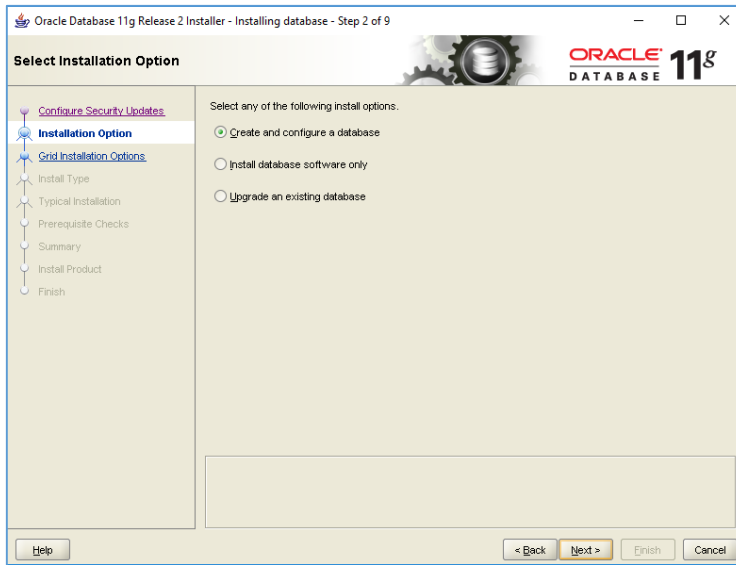 Oracle Database 11g Release 2 Installer - Installing database - Step 2 of 9
Select Installation Option
ORACLE
DATABASE
11g
Configure Security Updates
Installation Option
Grid Installation Options
Install Type
Typical Installation
Prerequisite Checks
Summary
Install Product
Finish
Select any of the following install options.
Create and configure a database
Install database software only
Upgrade an existing database
Help
< Back
Next >
Finish
Cancel